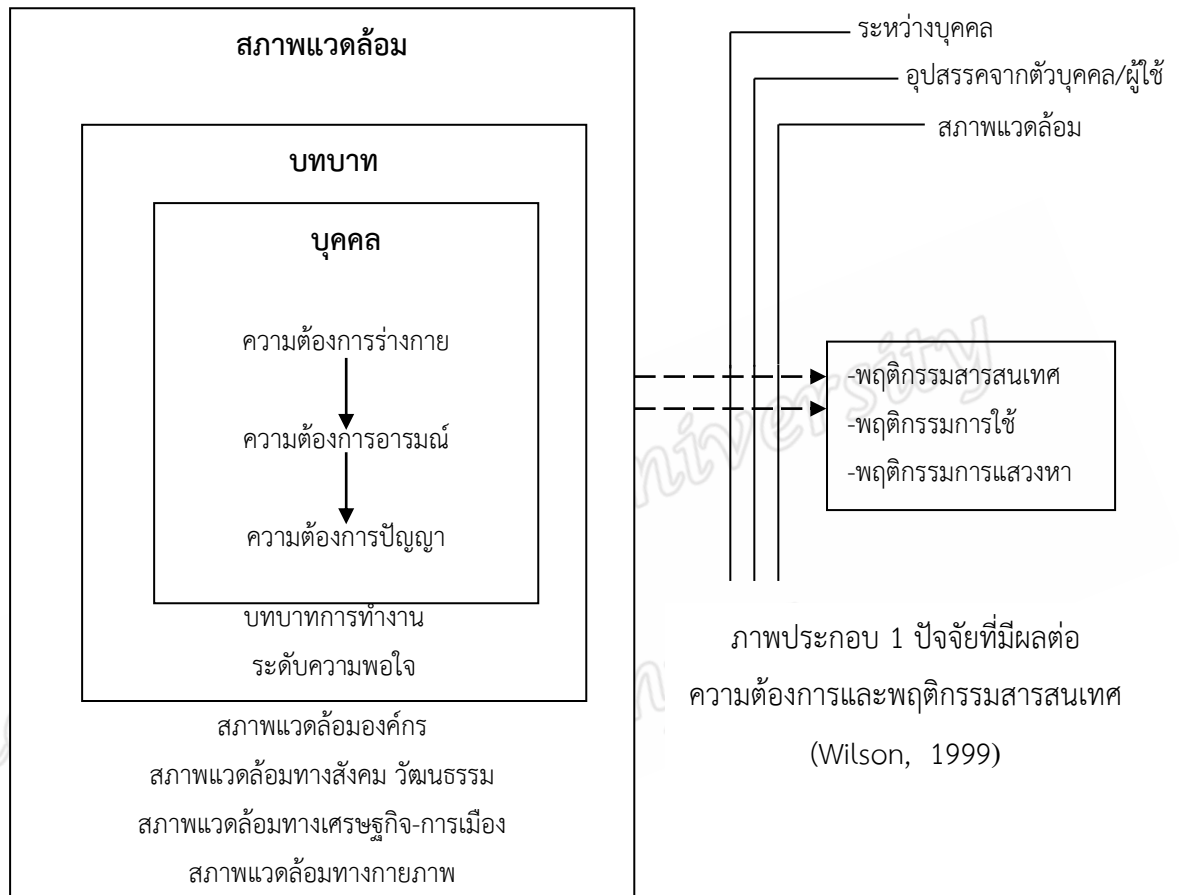 สภาพแวดล้อม
บทบาท
บุคคล
ความต้องการร่างกาย
ความต้องการอารมณ์
ความต้องการปัญญา
บทบาทการทำงาน
ระดับความพอใจ
สภาพแวดล้อมองค์กร
สภาพแวดล้อมทางสังคม วัฒนธรรม
สภาพแวดล้อมทางเศรษฐกิจ-การเมือง
สภาพแวดล้อมทางกายภาพ
ระหว่างบุคคล
อุปสรรคจากตัวบุคคล/ผู้ใช้
สภาพแวดล้อม
-พฤติกรรมสารสนเทศ
-พฤติกรรมการใช้
-พฤติกรรมการแสวงหา
ภาพประกอบ 1 ปัจจัยที่มีผลต่อ
ความต้องการและพฤติกรรมสารสนเทศ
(Wilson, 1999)